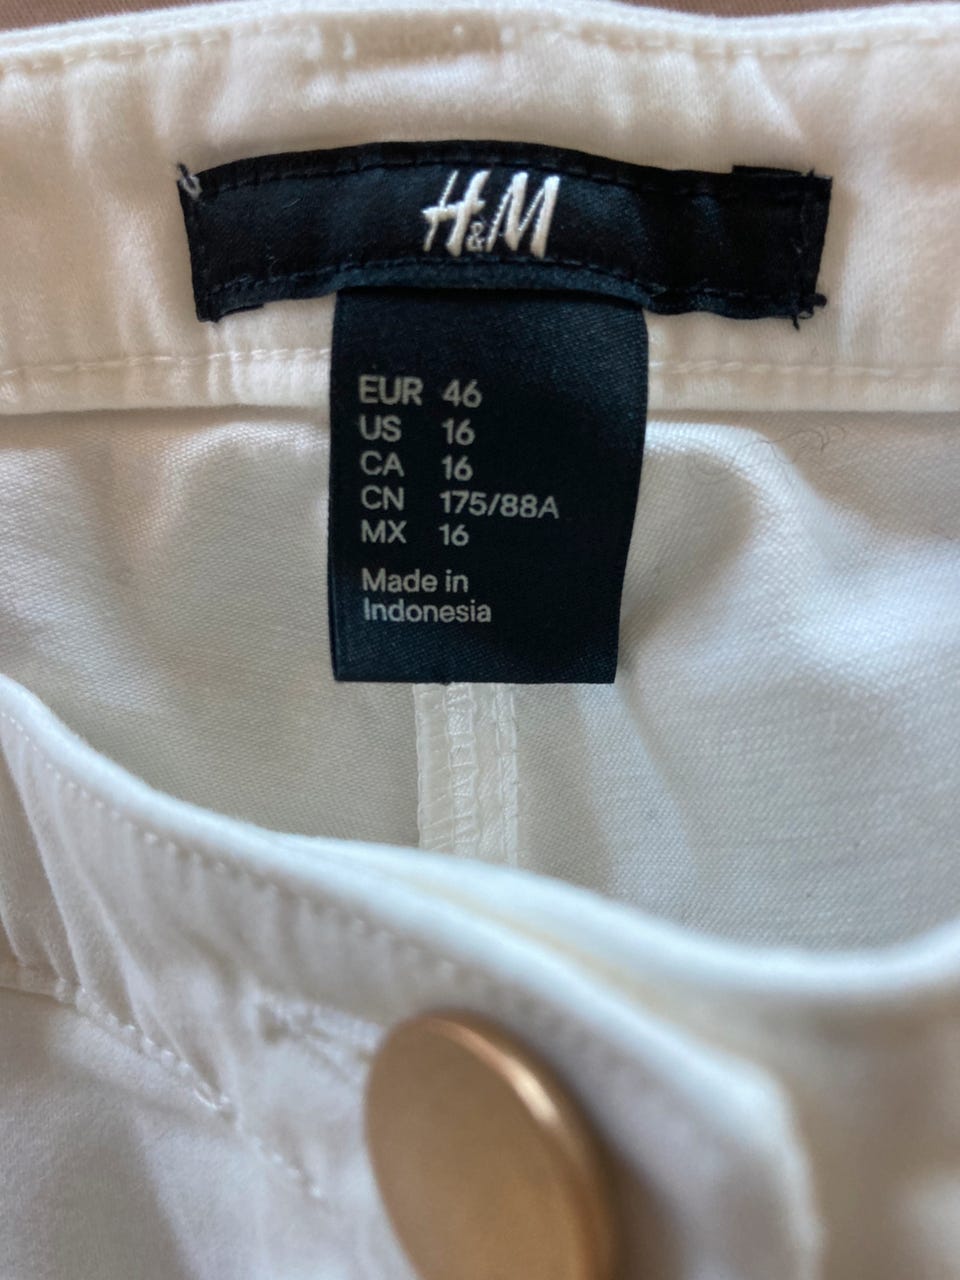 H&M
EUR 46
US 16
CA 16
CN 175/88A
MX 16
Made in
Indonesia